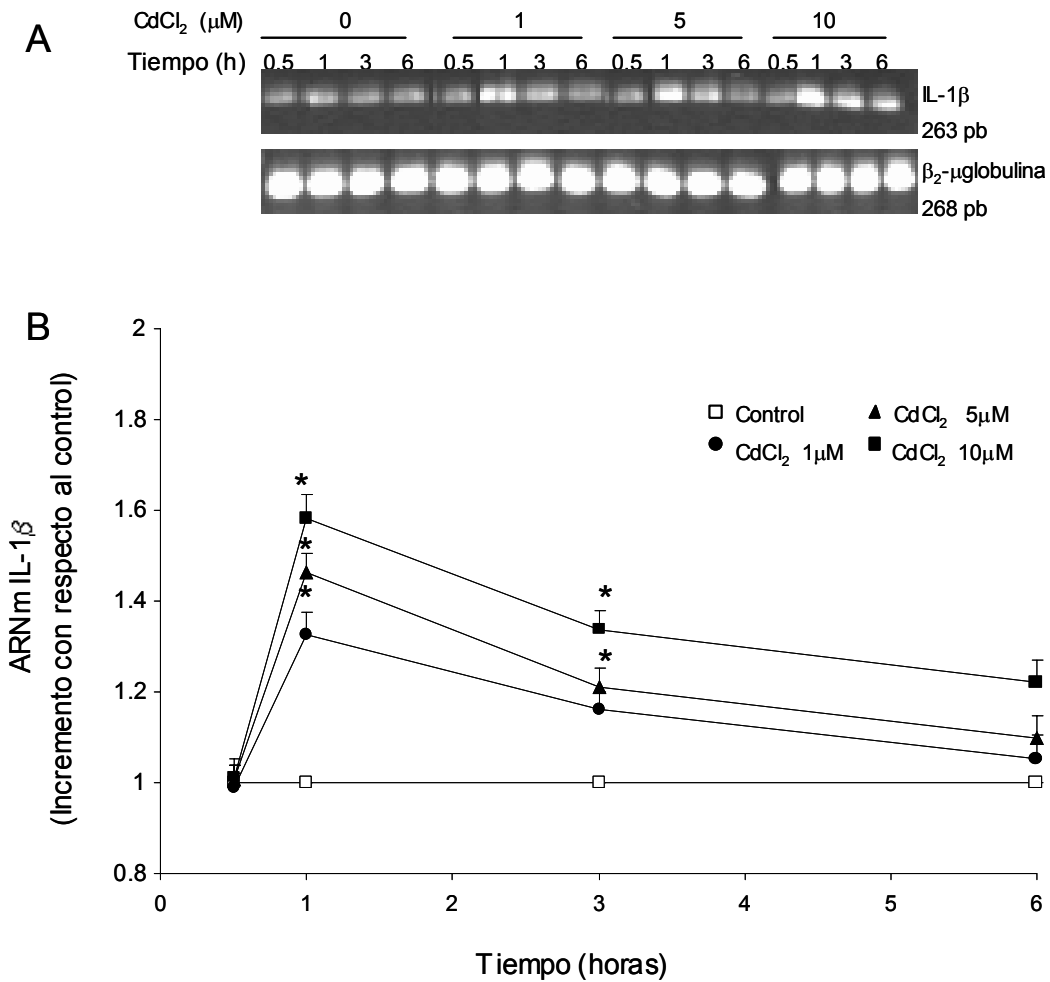 A
CdCl₂ (μM) 0 1 5 10
Tiempo (h) 0.5 1 3 6 0.5 1 3 6 0.5 1 3 6 0.5 1 3 6
IL-1β
263 pb
β₂-μglobulina
268 pb
B
ARNm IL-1β
(Incremento con respecto al control)
2
1.8
1.6
1.4
1.2
1
0.8
Control
CdCl₂ 5μM
CdCl₂ 1μM
CdCl₂ 10μM
*
*
*
*
*
0 1 2 3 4 5 6
Tiempo (horas)